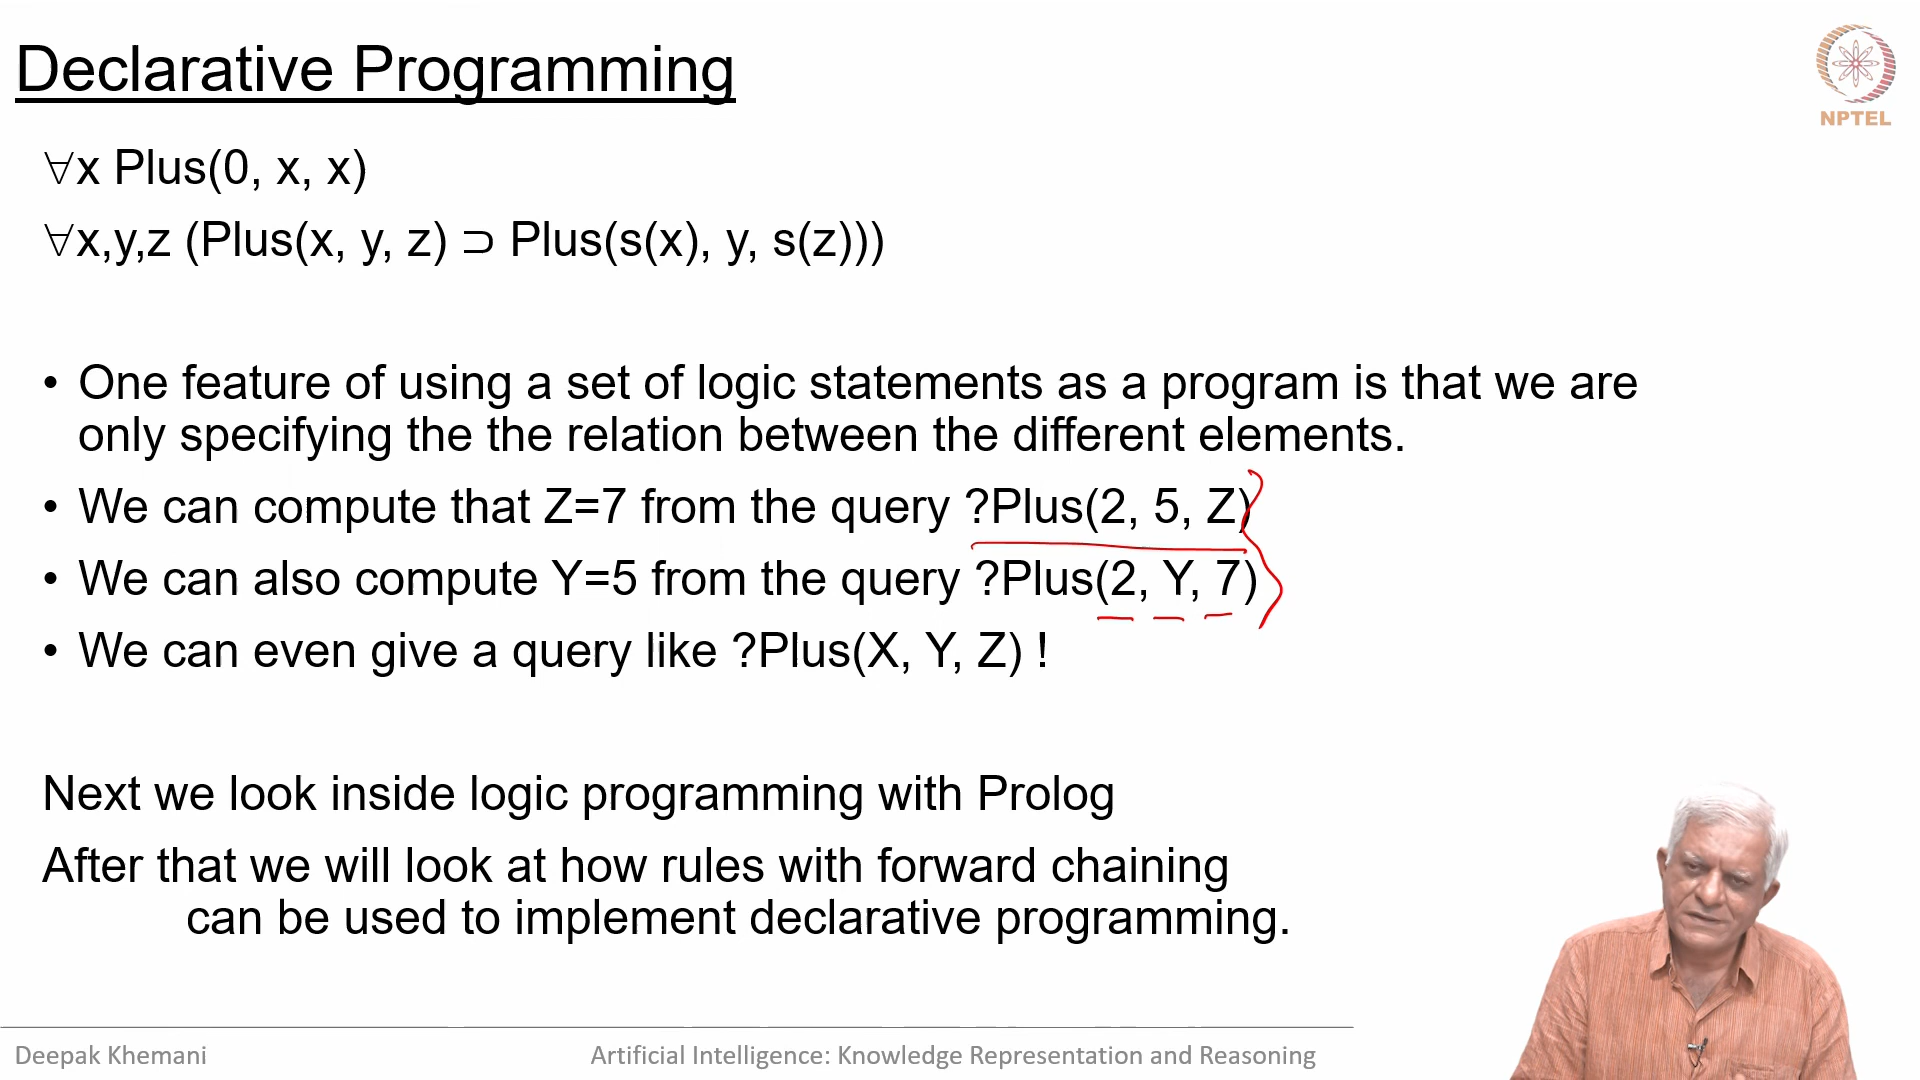 Declarative Programming
NPTEL
∀x Plus(0, x, x)
∀x,y,z (Plus(x, y, z) ⊃ Plus(s(x), y, s(z)))
• One feature of using a set of logic statements as a program is that we are
only specifying the the relation between the different elements.
• We can compute that Z=7 from the query ?Plus(2, 5, Z)
• We can also compute Y=5 from the query ?Plus(2, Y, 7)
• We can even give a query like ?Plus(X, Y, Z) !
Next we look inside logic programming with Prolog
After that we will look at how rules with forward chaining
can be used to implement declarative programming.
Deepak Khemani
Artificial Intelligence: Knowledge Representation and Reasoning